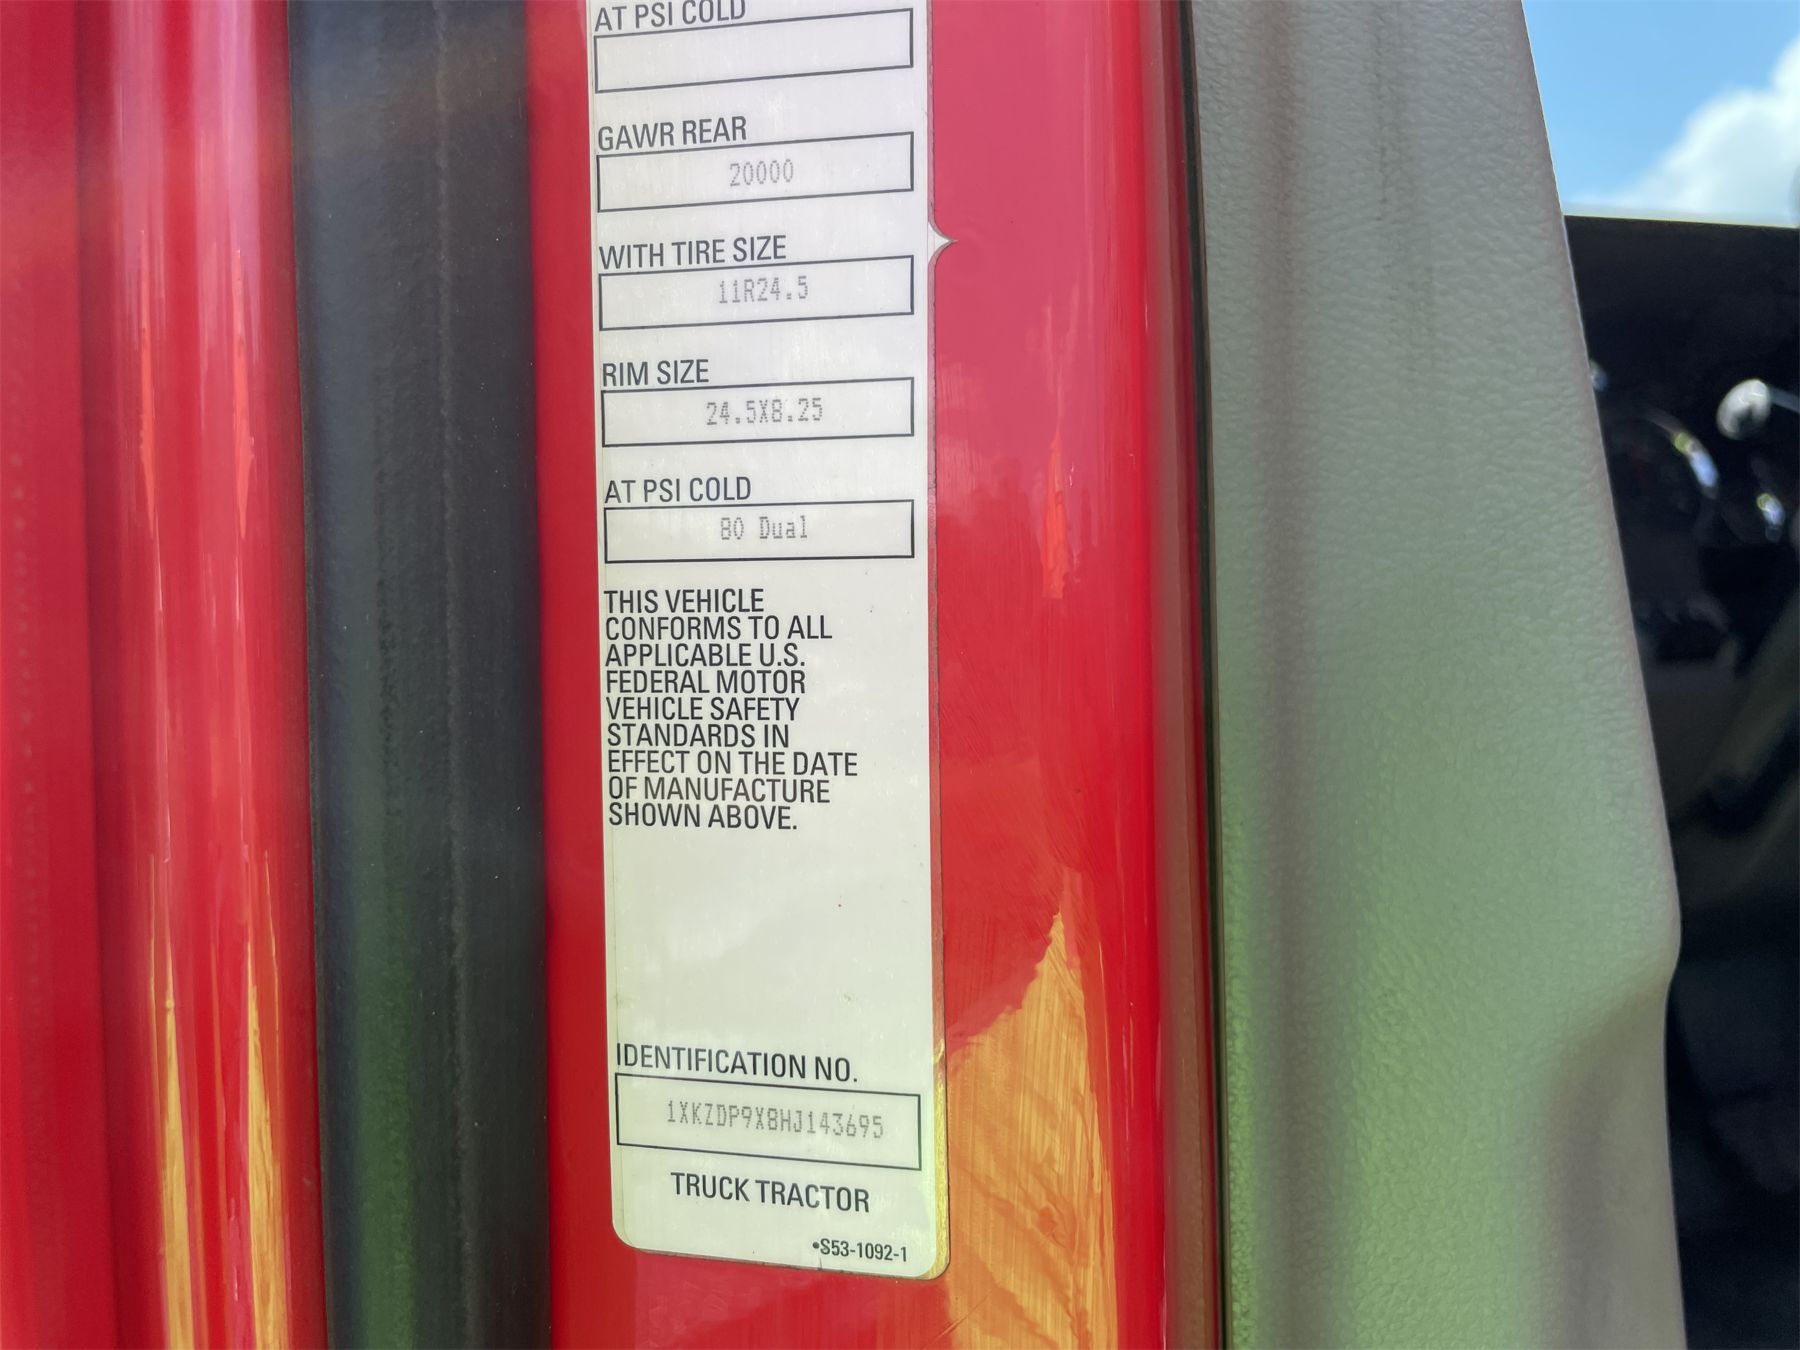 AT PSI COLD
GAWR REAR
20000
WITH TIRE SIZE
11R24.5
RIM SIZE
24.5X8.25
AT PSI COLD
80 Dual
THIS VEHICLE
CONFORMS TO ALL
APPLICABLE U.S.
FEDERAL MOTOR
VEHICLE SAFETY
STANDARDS IN
EFFECT ON THE DATE
OF MANUFACTURE
SHOWN ABOVE.
IDENTIFICATION NO.
1XKZDP9X8HJ143695
TRUCK TRACTOR
•S53-1092-1